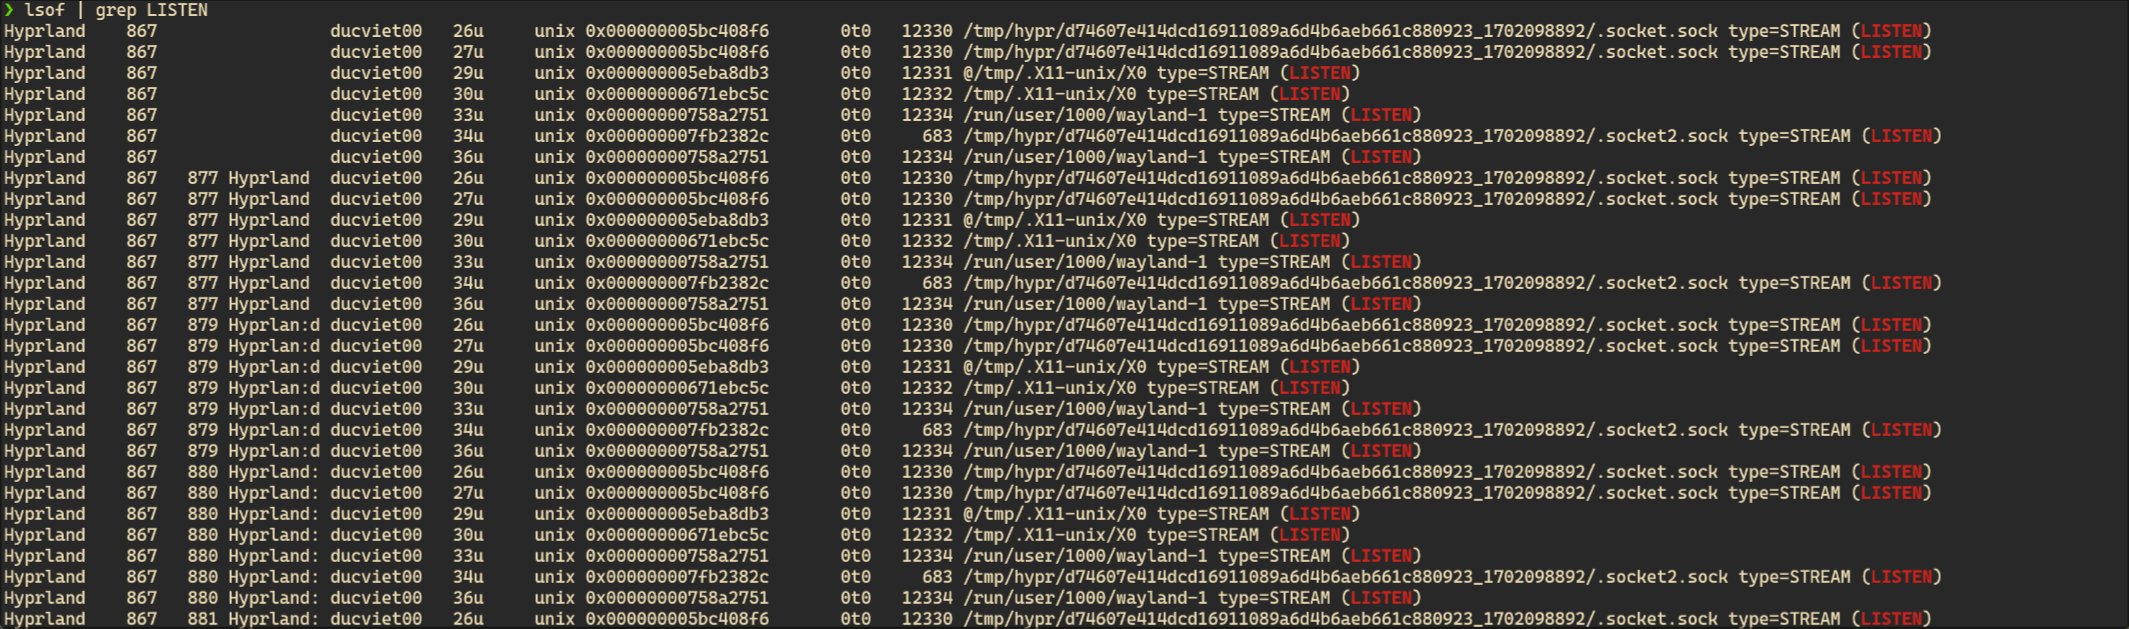 ❯ lsof | grep LISTEN
Hyprland    867                 ducviet00   26u     unix 0x000000005bc408f6       0t0   12330 /tmp/hypr/d74607e414dcd16911089a6d4b6aeb661c880923_1702098892/.socket.sock type=STREAM (LISTEN)
Hyprland    867                 ducviet00   27u     unix 0x000000005bc408f6       0t0   12330 /tmp/hypr/d74607e414dcd16911089a6d4b6aeb661c880923_1702098892/.socket.sock type=STREAM (LISTEN)
Hyprland    867                 ducviet00   29u     unix 0x000000005eba8db3       0t0   12331 @/tmp/.X11-unix/X0 type=STREAM (LISTEN)
Hyprland    867                 ducviet00   30u     unix 0x00000000671ebc5c       0t0   12332 /tmp/.X11-unix/X0 type=STREAM (LISTEN)
Hyprland    867                 ducviet00   33u     unix 0x00000000758a2751       0t0   12334 /run/user/1000/wayland-1 type=STREAM (LISTEN)
Hyprland    867                 ducviet00   34u     unix 0x000000007fb2382c       0t0     683 /tmp/hypr/d74607e414dcd16911089a6d4b6aeb661c880923_1702098892/.socket2.sock type=STREAM (LISTEN)
Hyprland    867                 ducviet00   36u     unix 0x00000000758a2751       0t0   12334 /run/user/1000/wayland-1 type=STREAM (LISTEN)
Hyprland    867   877 Hyprland  ducviet00   26u     unix 0x000000005bc408f6       0t0   12330 /tmp/hypr/d74607e414dcd16911089a6d4b6aeb661c880923_1702098892/.socket.sock type=STREAM (LISTEN)
Hyprland    867   877 Hyprland  ducviet00   27u     unix 0x000000005bc408f6       0t0   12330 /tmp/hypr/d74607e414dcd16911089a6d4b6aeb661c880923_1702098892/.socket.sock type=STREAM (LISTEN)
Hyprland    867   877 Hyprland  ducviet00   29u     unix 0x000000005eba8db3       0t0   12331 @/tmp/.X11-unix/X0 type=STREAM (LISTEN)
Hyprland    867   877 Hyprland  ducviet00   30u     unix 0x00000000671ebc5c       0t0   12332 /tmp/.X11-unix/X0 type=STREAM (LISTEN)
Hyprland    867   877 Hyprland  ducviet00   33u     unix 0x00000000758a2751       0t0   12334 /run/user/1000/wayland-1 type=STREAM (LISTEN)
Hyprland    867   877 Hyprland  ducviet00   34u     unix 0x000000007fb2382c       0t0     683 /tmp/hypr/d74607e414dcd16911089a6d4b6aeb661c880923_1702098892/.socket2.sock type=STREAM (LISTEN)
Hyprland    867   877 Hyprland  ducviet00   36u     unix 0x00000000758a2751       0t0   12334 /run/user/1000/wayland-1 type=STREAM (LISTEN)
Hyprland    867   879 Hyprlan:d ducviet00   26u     unix 0x000000005bc408f6       0t0   12330 /tmp/hypr/d74607e414dcd16911089a6d4b6aeb661c880923_1702098892/.socket.sock type=STREAM (LISTEN)
Hyprland    867   879 Hyprlan:d ducviet00   27u     unix 0x000000005bc408f6       0t0   12330 /tmp/hypr/d74607e414dcd16911089a6d4b6aeb661c880923_1702098892/.socket.sock type=STREAM (LISTEN)
Hyprland    867   879 Hyprlan:d ducviet00   29u     unix 0x000000005eba8db3       0t0   12331 @/tmp/.X11-unix/X0 type=STREAM (LISTEN)
Hyprland    867   879 Hyprlan:d ducviet00   30u     unix 0x00000000671ebc5c       0t0   12332 /tmp/.X11-unix/X0 type=STREAM (LISTEN)
Hyprland    867   879 Hyprlan:d ducviet00   33u     unix 0x00000000758a2751       0t0   12334 /run/user/1000/wayland-1 type=STREAM (LISTEN)
Hyprland    867   879 Hyprlan:d ducviet00   34u     unix 0x000000007fb2382c       0t0     683 /tmp/hypr/d74607e414dcd16911089a6d4b6aeb661c880923_1702098892/.socket2.sock type=STREAM (LISTEN)
Hyprland    867   879 Hyprlan:d ducviet00   36u     unix 0x00000000758a2751       0t0   12334 /run/user/1000/wayland-1 type=STREAM (LISTEN)
Hyprland    867   880 Hyprland: ducviet00   26u     unix 0x000000005bc408f6       0t0   12330 /tmp/hypr/d74607e414dcd16911089a6d4b6aeb661c880923_1702098892/.socket.sock type=STREAM (LISTEN)
Hyprland    867   880 Hyprland: ducviet00   27u     unix 0x000000005bc408f6       0t0   12330 /tmp/hypr/d74607e414dcd16911089a6d4b6aeb661c880923_1702098892/.socket.sock type=STREAM (LISTEN)
Hyprland    867   880 Hyprland: ducviet00   29u     unix 0x000000005eba8db3       0t0   12331 @/tmp/.X11-unix/X0 type=STREAM (LISTEN)
Hyprland    867   880 Hyprland: ducviet00   30u     unix 0x00000000671ebc5c       0t0   12332 /tmp/.X11-unix/X0 type=STREAM (LISTEN)
Hyprland    867   880 Hyprland: ducviet00   33u     unix 0x00000000758a2751       0t0   12334 /run/user/1000/wayland-1 type=STREAM (LISTEN)
Hyprland    867   880 Hyprland: ducviet00   34u     unix 0x000000007fb2382c       0t0     683 /tmp/hypr/d74607e414dcd16911089a6d4b6aeb661c880923_1702098892/.socket2.sock type=STREAM (LISTEN)
Hyprland    867   880 Hyprland: ducviet00   36u     unix 0x00000000758a2751       0t0   12334 /run/user/1000/wayland-1 type=STREAM (LISTEN)
Hyprland    867   881 Hyprland: ducviet00   26u     unix 0x000000005bc408f6       0t0   12330 /tmp/hypr/d74607e414dcd16911089a6d4b6aeb661c880923_1702098892/.socket.sock type=STREAM (LISTEN)